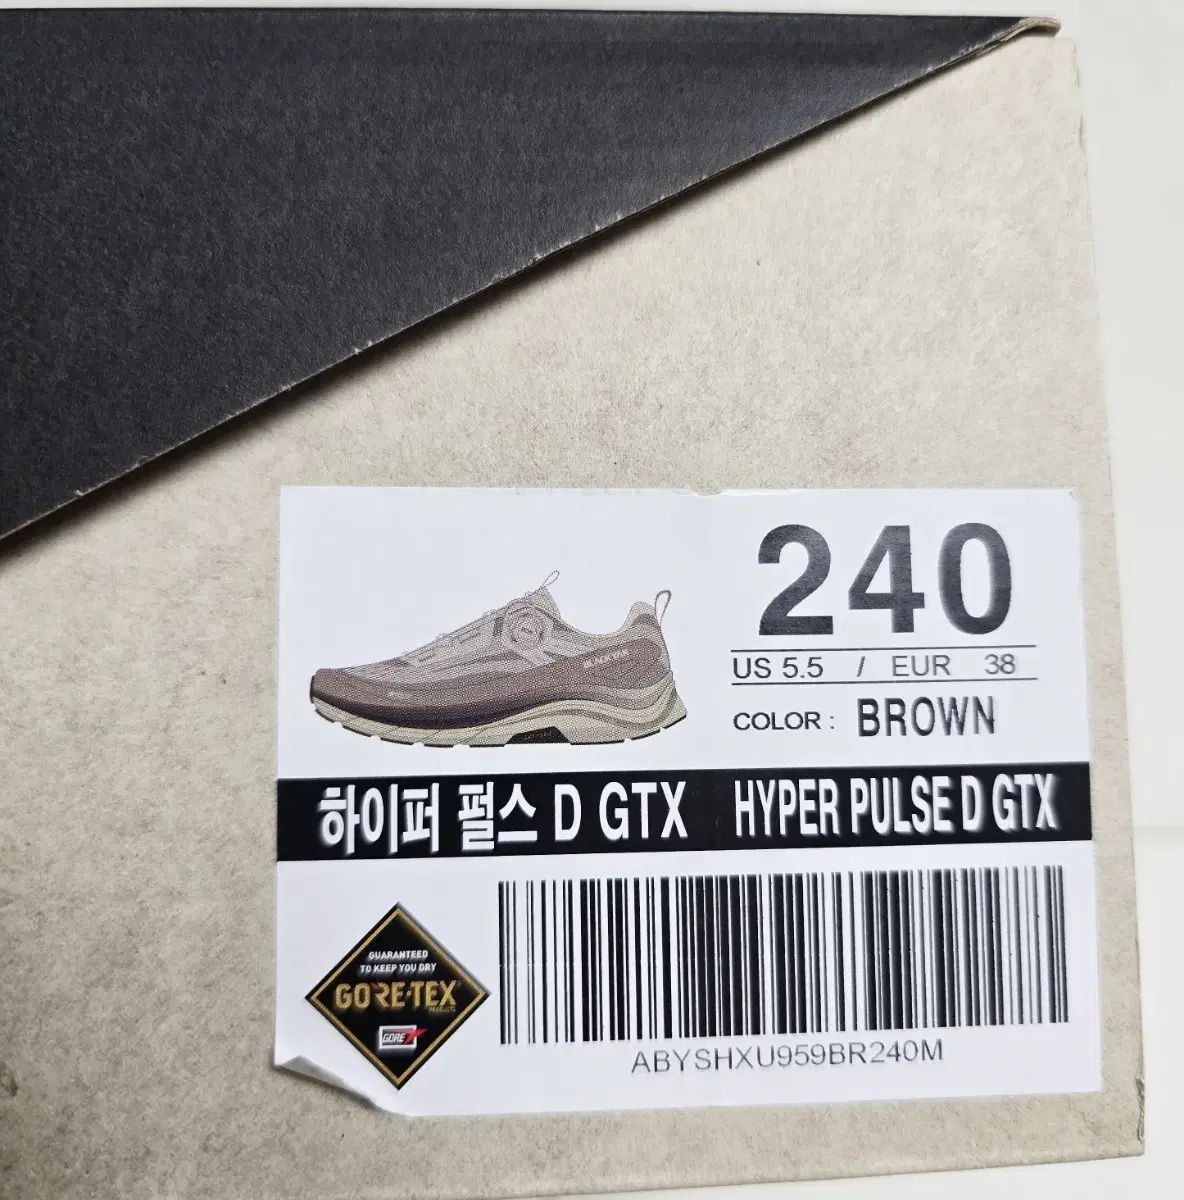 240
US 5.5 / EUR 38
COLOR : BROWN
하이퍼 펄스 D GTX HYPER PULSE D GTX
GUARANTEED
TO KEEP YOU DRY
GORE-TEX
GORE
ABYSHXU959BR240M